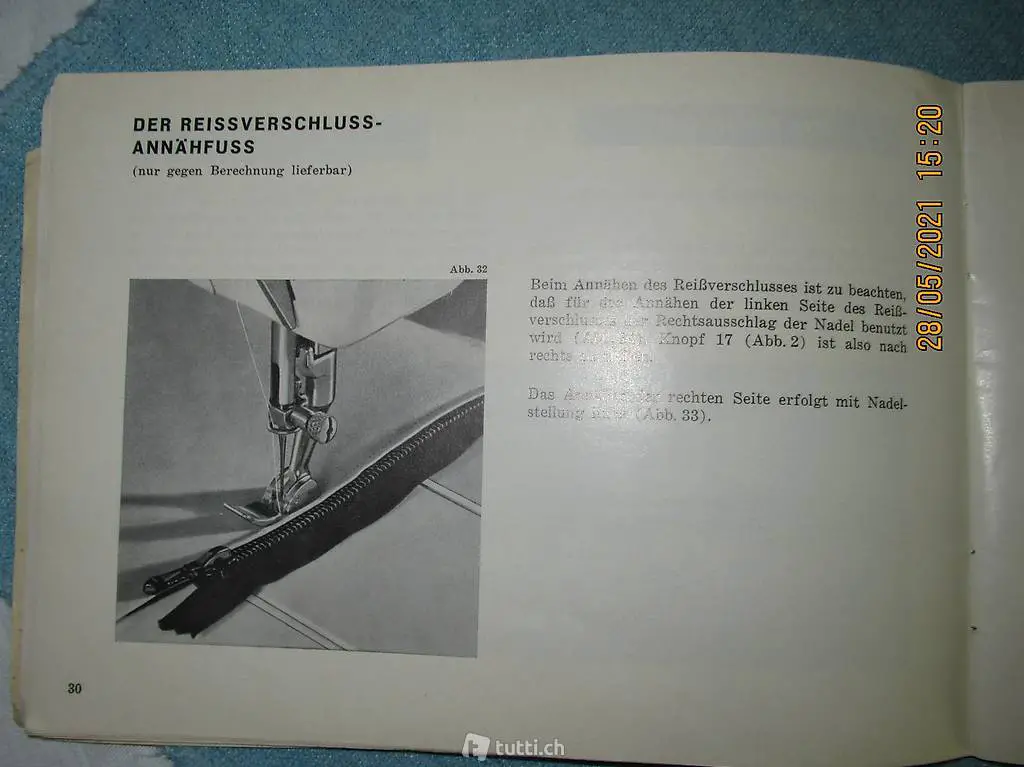 DER REISSVERSCHLUSS-
ANNÄHFUSS
(nur gegen Berechnung lieferbar)
Abb. 32
Beim Annähen des Reißverschlusses ist zu beachten,
daß für das Annähen der linken Seite des Reiß-
verschlusses der Rechtsausschlag der Nadel benutzt
wird Knopf 17 (Abb. 2) ist also nach
rechts
Das rechten Seite erfolgt mit Nadel-
stellung (Abb. 33).
30
28/05/2021 15:20
tutti.ch